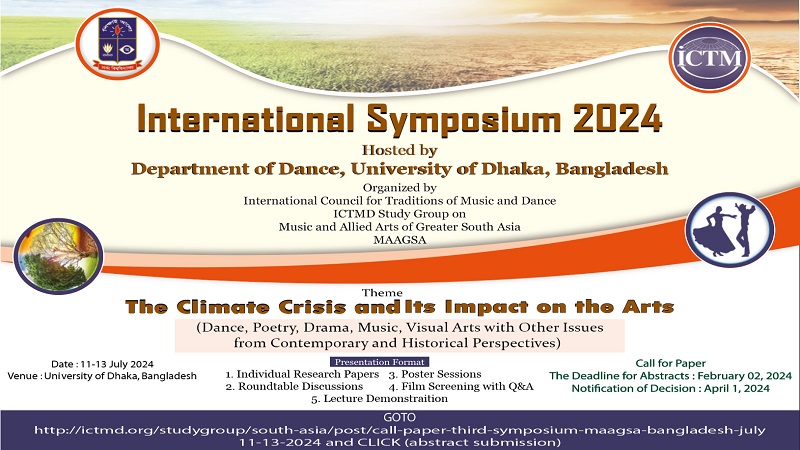 ICTM
International Symposium 2024
Hosted by
Department of Dance, University of Dhaka, Bangladesh
Organized by
International Council for Traditions of Music and Dance
ICTMD Study Group on
Music and Allied Arts of Greater South Asia
MAAGSA
Theme
The Climate Crisis and Its Impact on the Arts
(Dance, Poetry, Drama, Music, Visual Arts with Other Issues
from Contemporary and Historical Perspectives)
Date : 11-13 July 2024
Venue : University of Dhaka, Bangladesh
Presentation Format
1. Individual Research Papers 3. Poster Sessions
2. Roundtable Discussions 4. Film Screening with Q&A
5. Lecture Demonstraition
Call for Paper
The Deadline for Abstracts : February 02, 2024
Notification of Decision : April 1, 2024
GOTO
http://ictmd.org/studygroup/south-asia/post/call-paper-third-symposium-maagsa-bangladesh-july
11-13-2024 and CLICK (abstract submission)